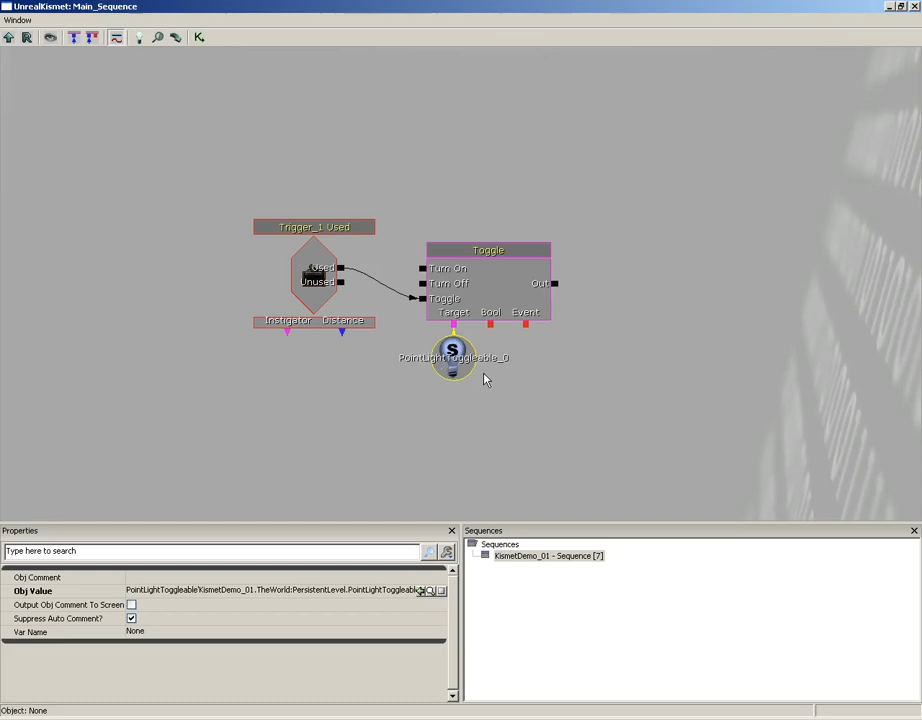 UnrealKismet: Main_Sequence
Window
Trigger_1 Used
Used
Unused
Instigator Distance
Toggle
Turn On
Turn Off
Out
Toggle
Target Bool Event
S
PointLightToggleable_0
Properties
Sequences
Type here to search
Sequences
KismetDemo_01 - Sequence [7]
Obj Comment
Obj Value PointLightToggleable'KismetDemo_01.TheWorld:PersistentLevel.PointLightToggleabl
Output Obj Comment To Screen
Suppress Auto Comment?
Var Name None
Object: None